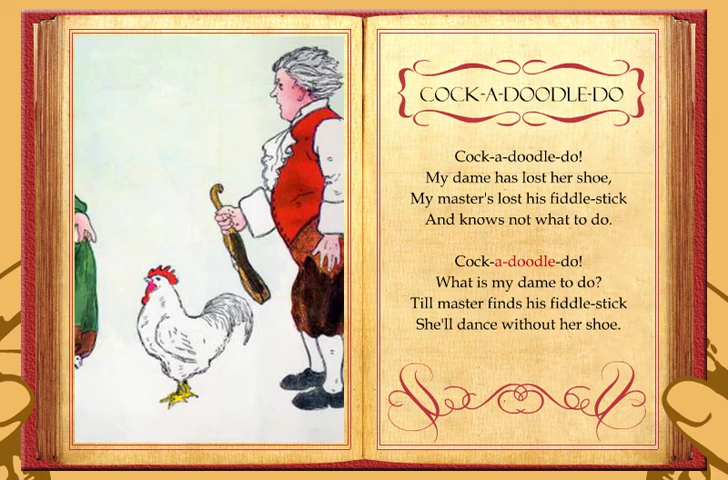 COCK-A-DOODLE-DO
Cock-a-doodle-do!
My dame has lost her shoe,
My master's lost his fiddle-stick
And knows not what to do.
Cock-a-doodle-do!
What is my dame to do?
Till master finds his fiddle-stick
She'll dance without her shoe.